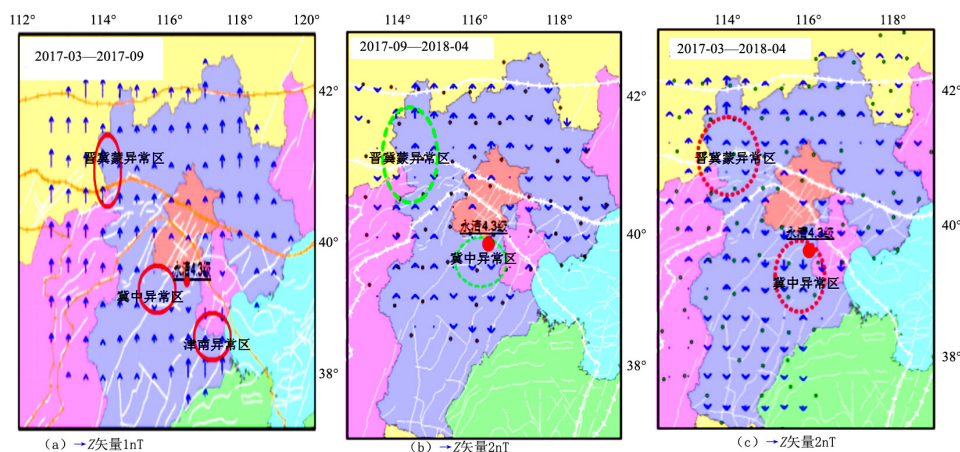 112° 114° 116° 118° 120°
114° 116° 118°
114° 116° 118°
2017-03—2017-09
2017-09—2018-04
2017-03—2018-04
42°
42°
42°
晋冀蒙异常区
晋冀蒙异常区
晋冀蒙异常区
永清4.3级
永清4.3级
40°
40°
40°
永清4.3级
冀中异常区
冀中异常区
冀中异常区
津南异常区
38°
38°
38°
(a) →Z矢量1nT
(b) →Z矢量2nT
(c) →Z矢量2nT